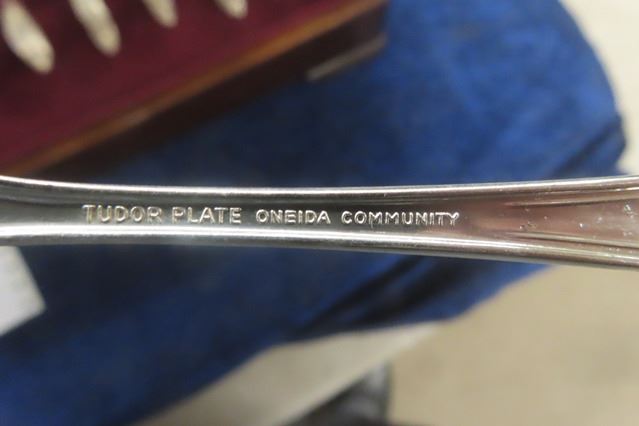 TUDOR PLATE ONEIDA COMMUNITY